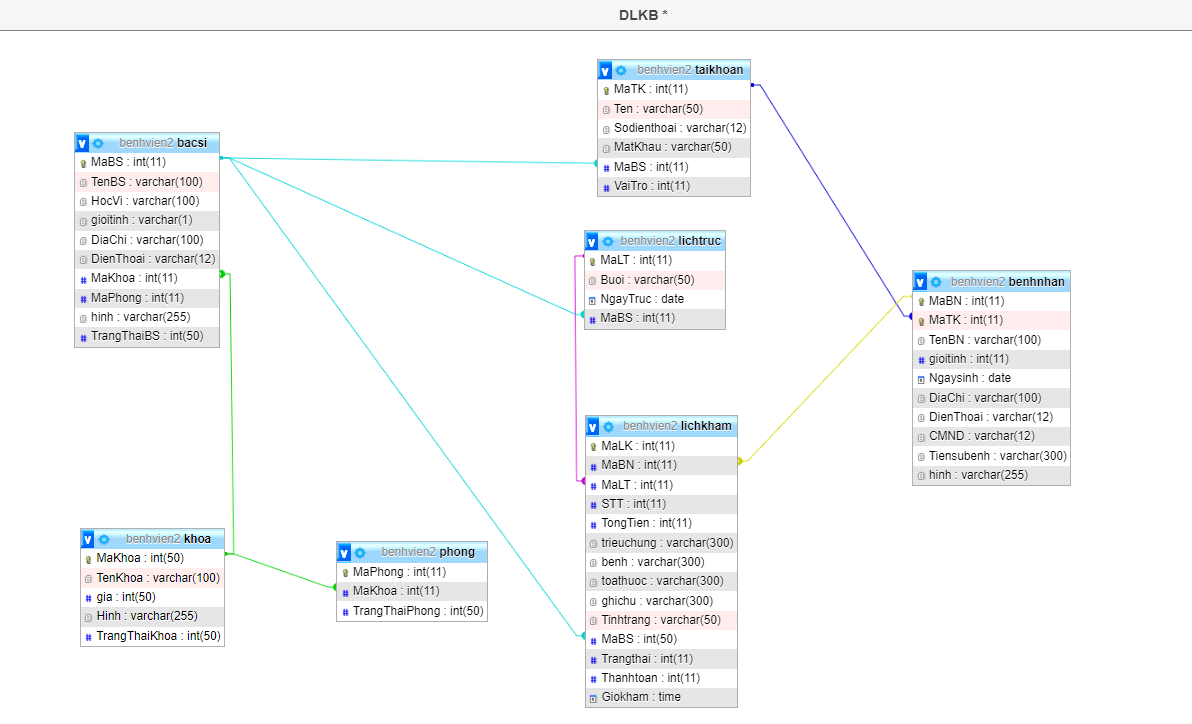 DLKB *
benhvien2 taikhoan
MaTK : int(11)
Ten : varchar(50)
Sodienthoai : varchar(12)
MatKhau : varchar(50)
MaBS : int(11)
VaiTro : int(11)
benhvien2 bacsi
MaBS : int(11)
TenBS : varchar(100)
HocVi : varchar(100)
gioitinh : varchar(1)
DiaChi : varchar(100)
DienThoai : varchar(12)
MaKhoa : int(11)
MaPhong : int(11)
hinh : varchar(255)
TrangThaiBS : int(50)
benhvien2 lichtruc
MaLT : int(11)
Buoi : varchar(50)
NgayTruc : date
MaBS : int(11)
benhvien2 benhnhan
MaBN : int(11)
MaTK : int(11)
TenBN : varchar(100)
gioitinh : int(11)
Ngaysinh : date
DiaChi : varchar(100)
DienThoai : varchar(12)
CMND : varchar(12)
Tiensubenh : varchar(300)
hinh : varchar(255)
benhvien2 lichkham
MaLK : int(11)
MaBN : int(11)
MaLT : int(11)
STT : int(11)
TongTien : int(11)
trieuchung : varchar(300)
benh : varchar(300)
toathuoc : varchar(300)
ghichu : varchar(300)
Tinhtrang : varchar(50)
MaBS : int(50)
Trangthai : int(11)
Thanhtoan : int(11)
Giokham : time
benhvien2 khoa
MaKhoa : int(50)
TenKhoa : varchar(100)
gia : int(50)
Hinh : varchar(255)
TrangThaiKhoa : int(50)
benhvien2 phong
MaPhong : int(11)
MaKhoa : int(11)
TrangThaiPhong : int(50)